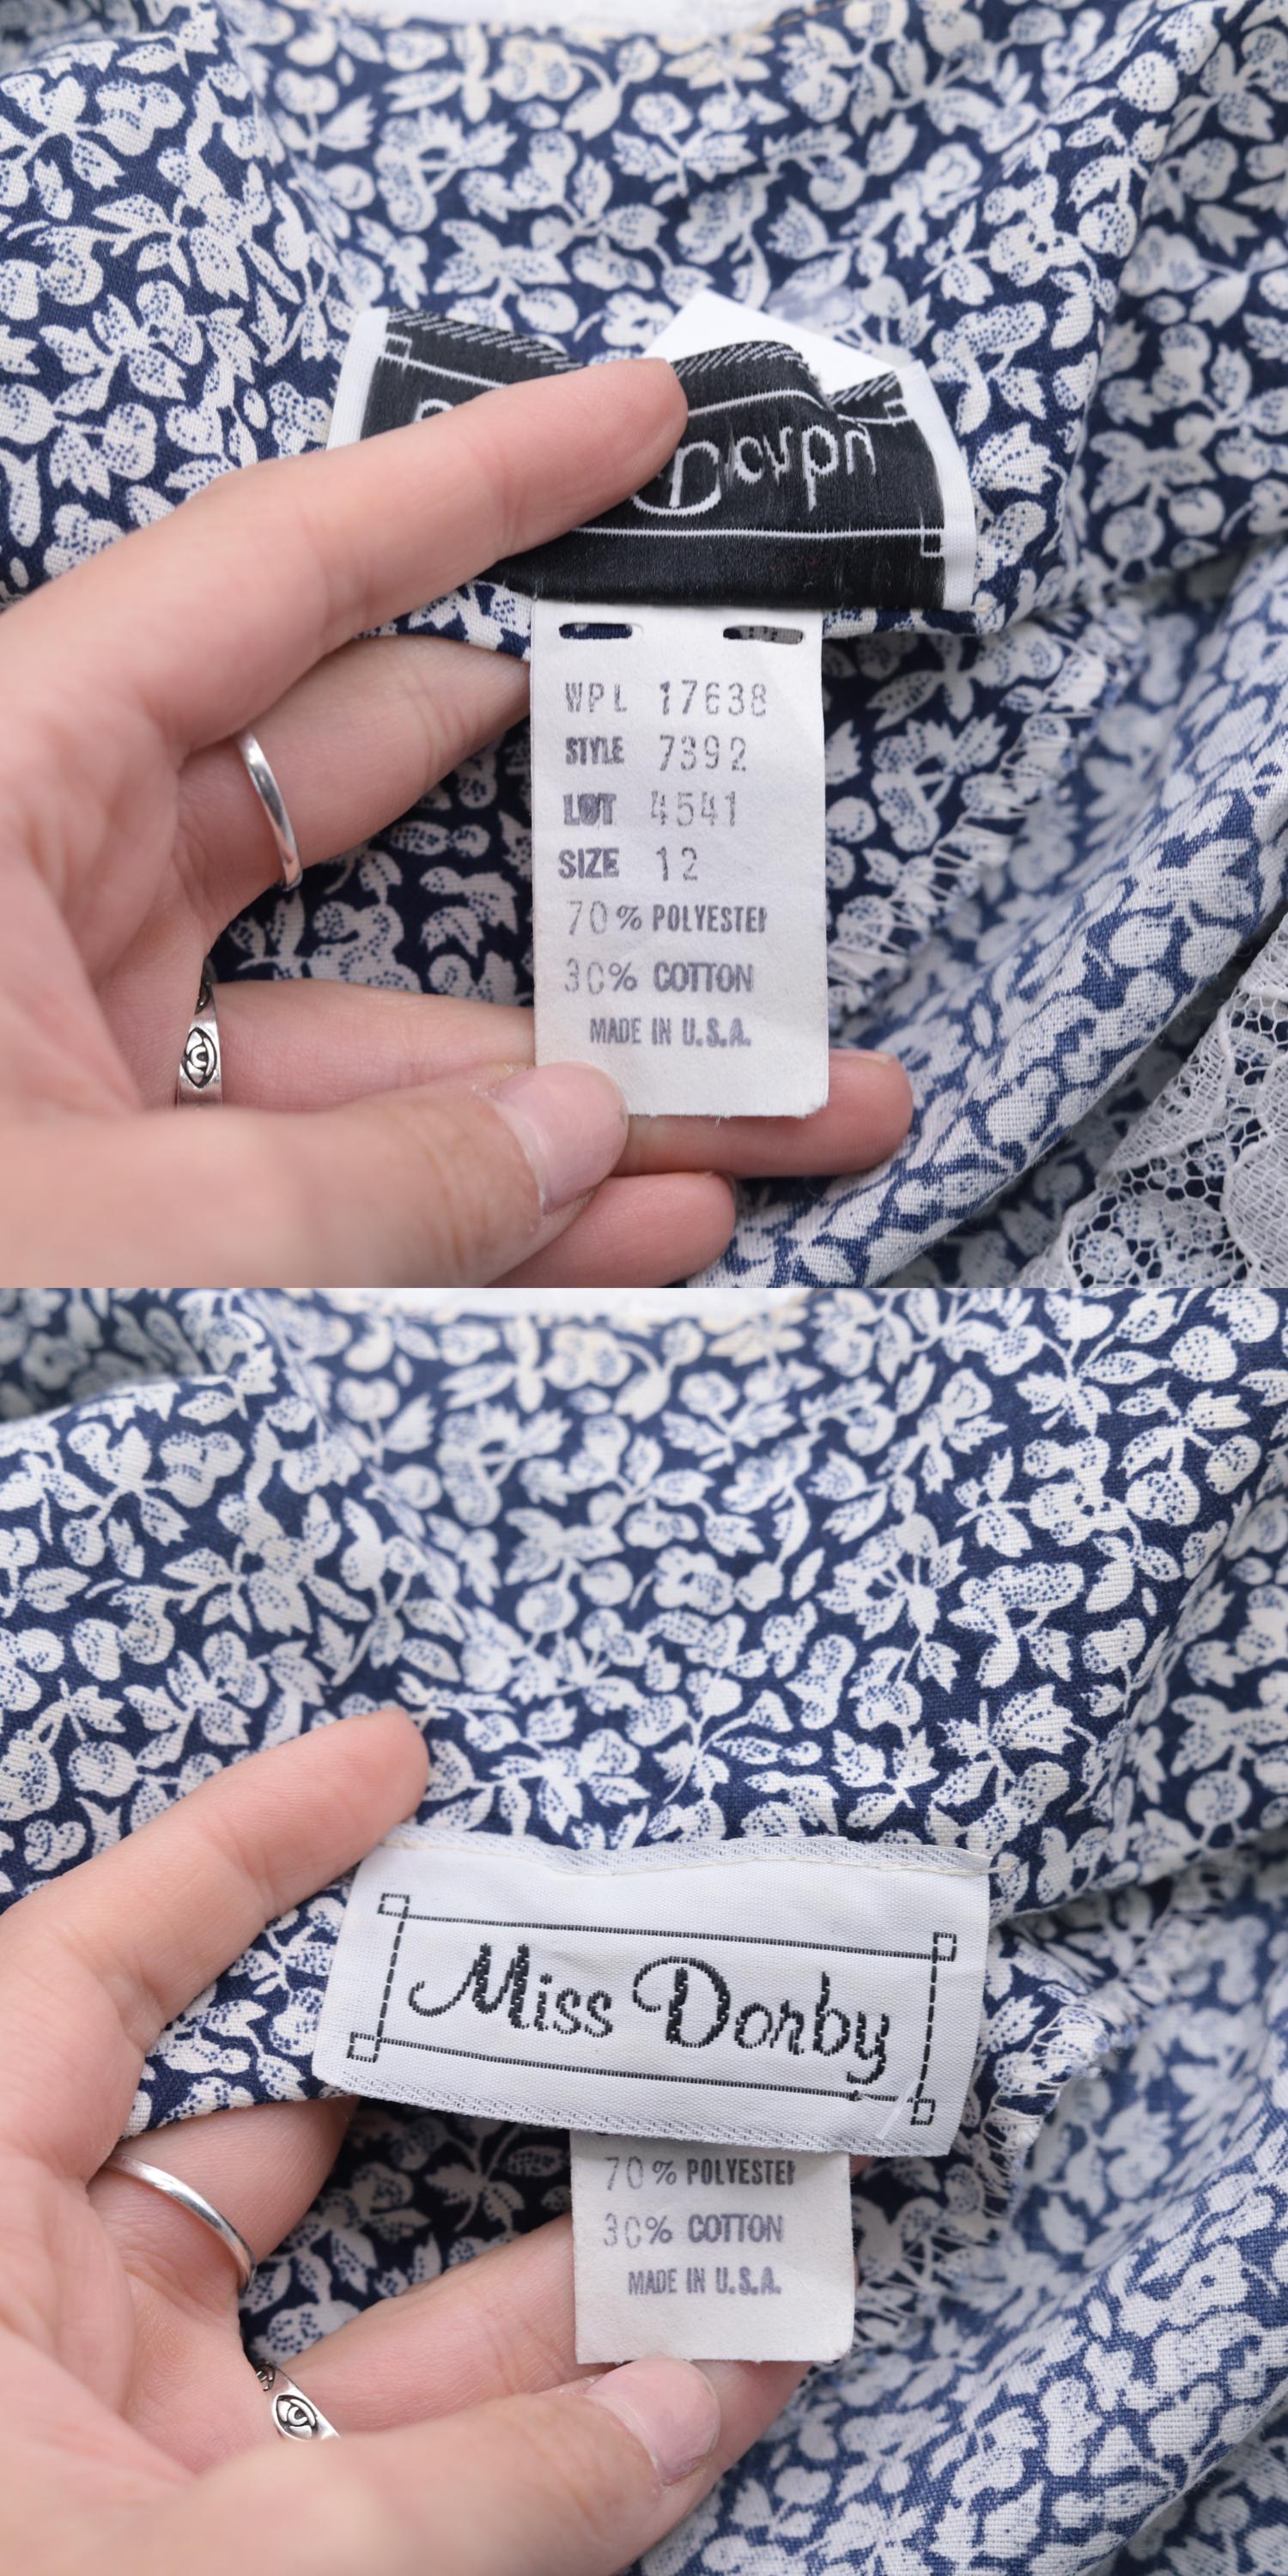 WPL 17638
STYLE 7392
LOT 4541
SIZE 12
70% POLYESTER
30% COTTON
MADE IN U.S.A.
Miss Dorby
70% POLYESTER
30% COTTON
MADE IN U.S.A.